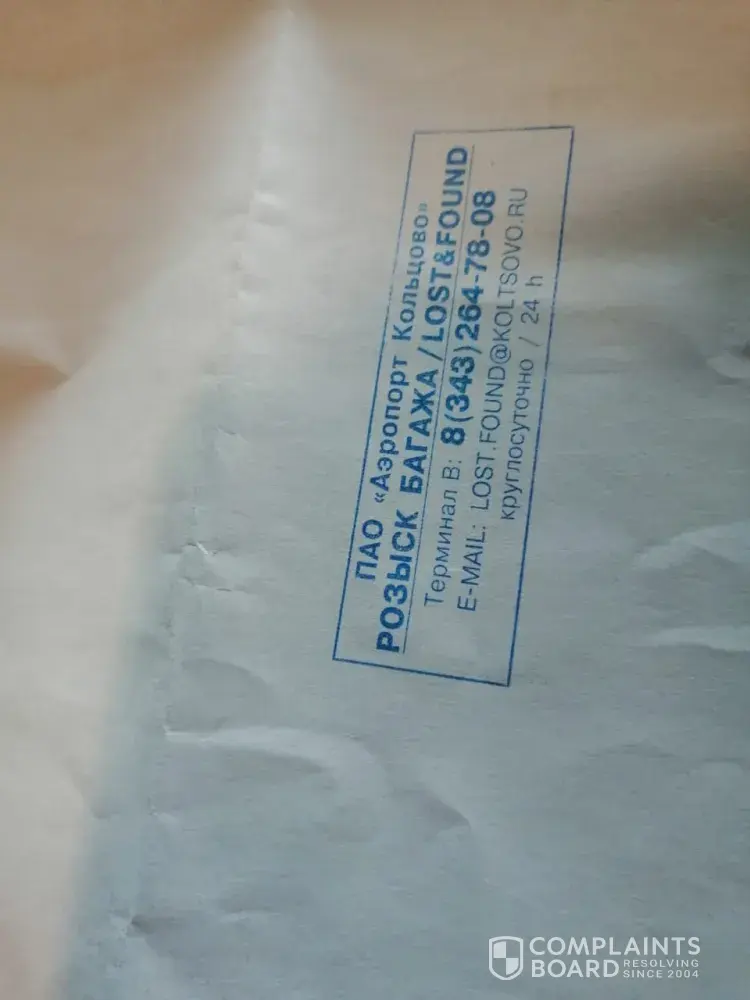 ПАО «Аэропорт Кольцово»
РОЗЫСК БАГАЖА / LOST&FOUND
Терминал В: 8(343)264-78-08
E-MAIL: LOST.FOUND@KOLTSOVO.RU
круглосуточно / 24 h
COMPLAINTS
BOARD RESOLVING
SINCE 2004